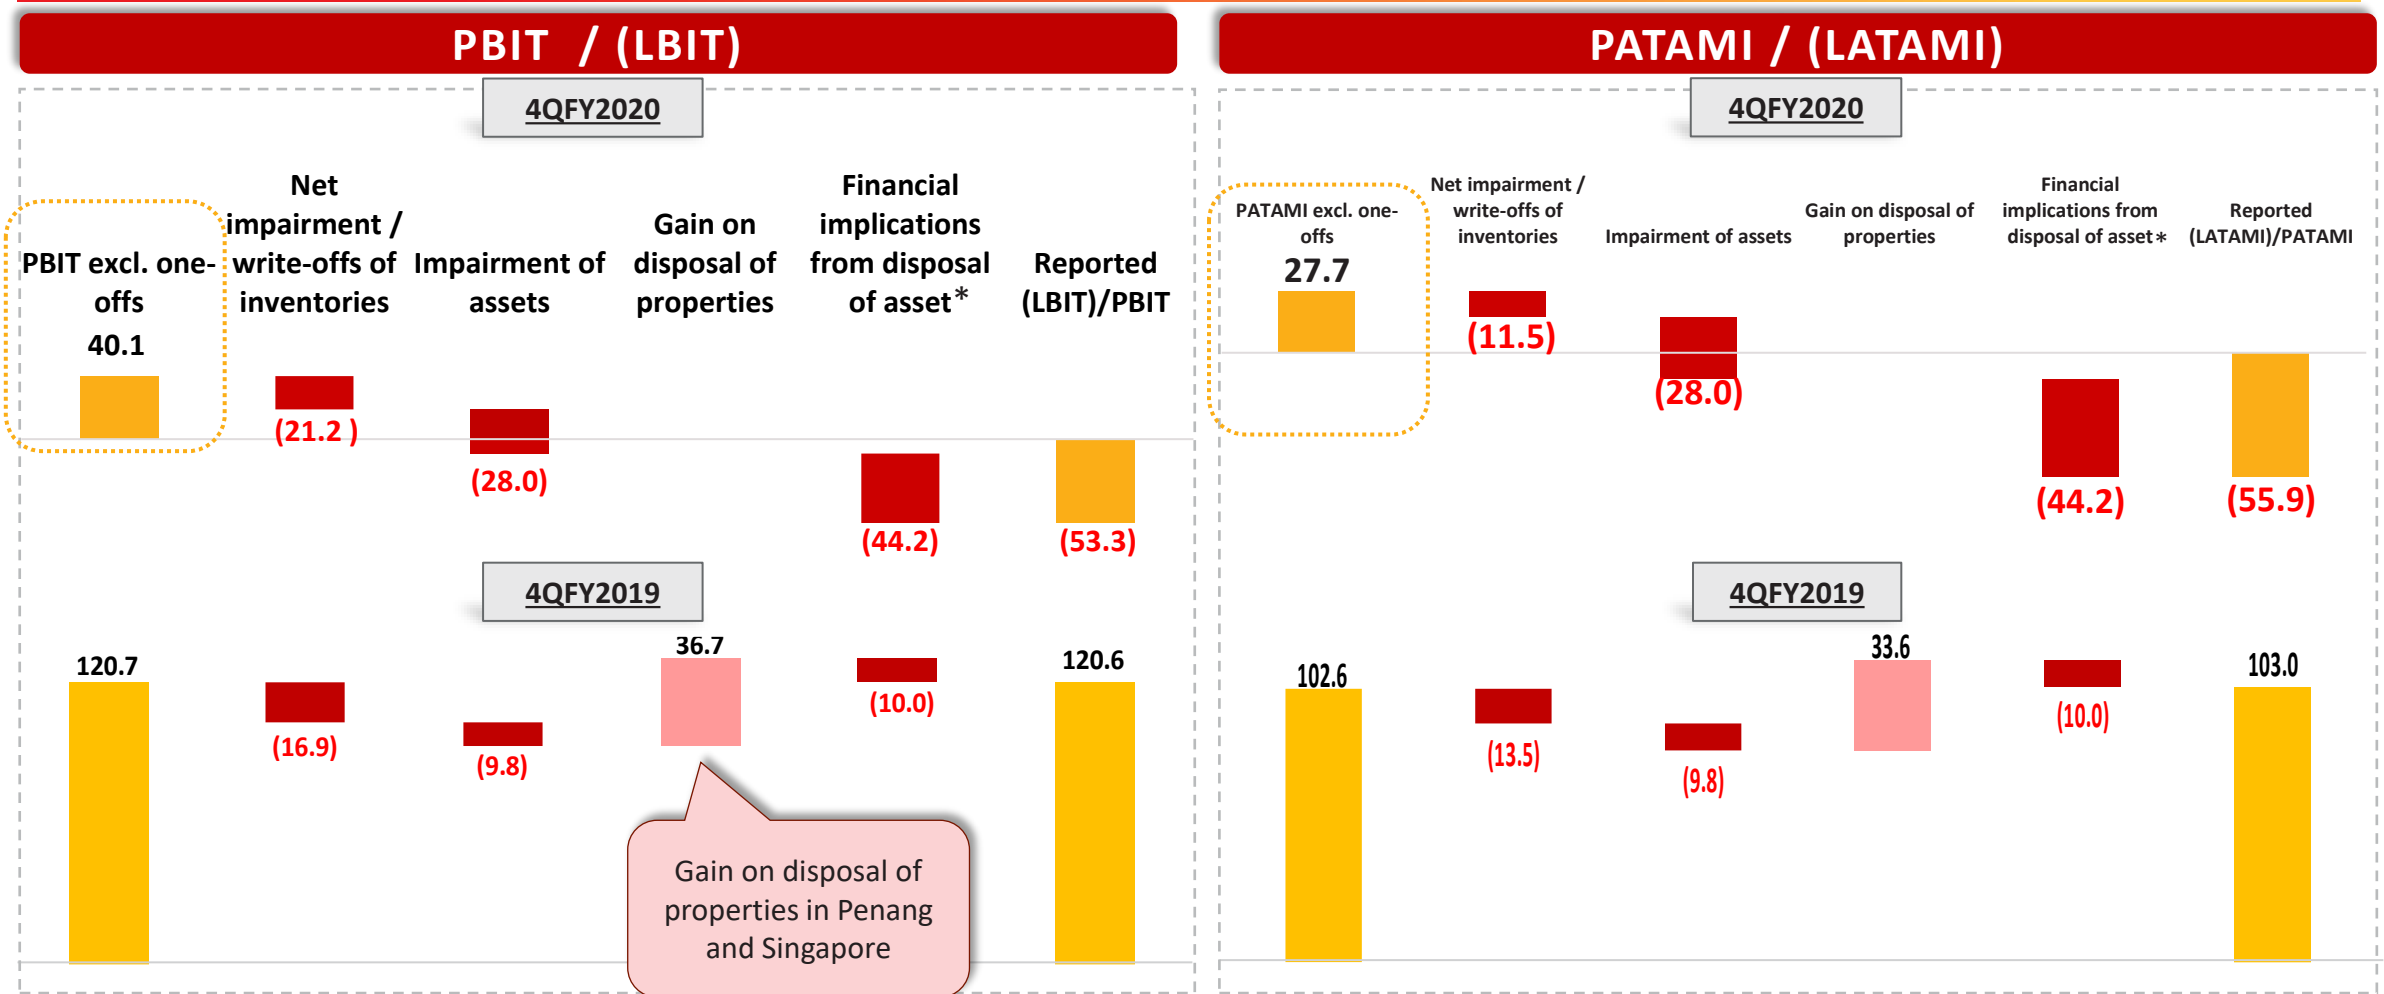 PBIT / (LBIT)
4QFY2020
PBIT excl. one-
offs
40.1
Net
impairment /
write-offs of
inventories
(21.2 )
Impairment of
assets
(28.0)
Gain on
disposal of
properties
Financial
implications
from disposal
of asset*
(44.2)
Reported
(LBIT)/PBIT
(53.3)
4QFY2019
120.7
(16.9)
(9.8)
36.7
(10.0)
120.6
Gain on disposal of
properties in Penang
and Singapore
PATAMI / (LATAMI)
4QFY2020
PATAMI excl. one-
offs
27.7
Net impairment /
write-offs of
inventories
(11.5)
Impairment of assets
(28.0)
Gain on disposal of
properties
Financial
implications from
disposal of asset*
(44.2)
Reported
(LATAMI)/PATAMI
(55.9)
4QFY2019
102.6
(13.5)
(9.8)
33.6
(10.0)
103.0